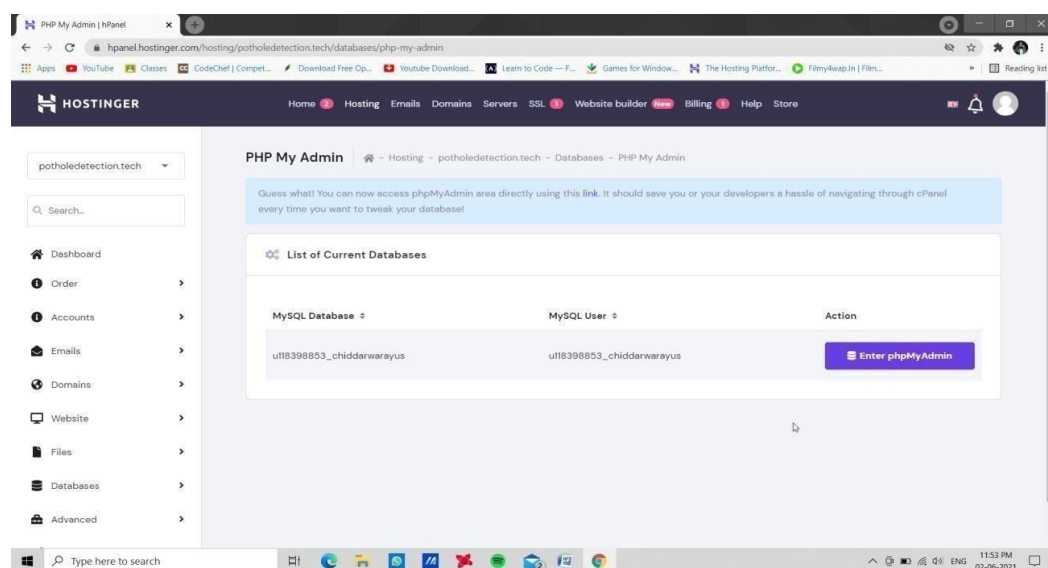 PHP My Admin | hPanel
hpanel.hostinger.com/hosting/potholedetection.tech/databases/php-my-admin
Apps YouTube Classes CodeChef | Compet... Download Free Op... Youtube Download... Learn to Code — F... Games for Window... The Hosting Platfor... Filmy4wap.In | Film... » Reading list
HOSTINGER
Home 2 Hosting Emails Domains Servers SSL 1 Website builder New Billing 1 Help Store
potholedetection.tech
Search...
Dashboard
Order
Accounts
Emails
Domains
Website
Files
Databases
Advanced
PHP My Admin - Hosting - potholedetection.tech - Databases - PHP My Admin
Guess what! You can now access phpMyAdmin area directly using this link. It should save you or your developers a hassle of navigating through cPanel
every time you want to tweak your database!
List of Current Databases
MySQL Database MySQL User Action
u118398853_chiddarwarayus u118398853_chiddarwarayus Enter phpMyAdmin
Type here to search
ENG
11:53 PM
02-06-2021